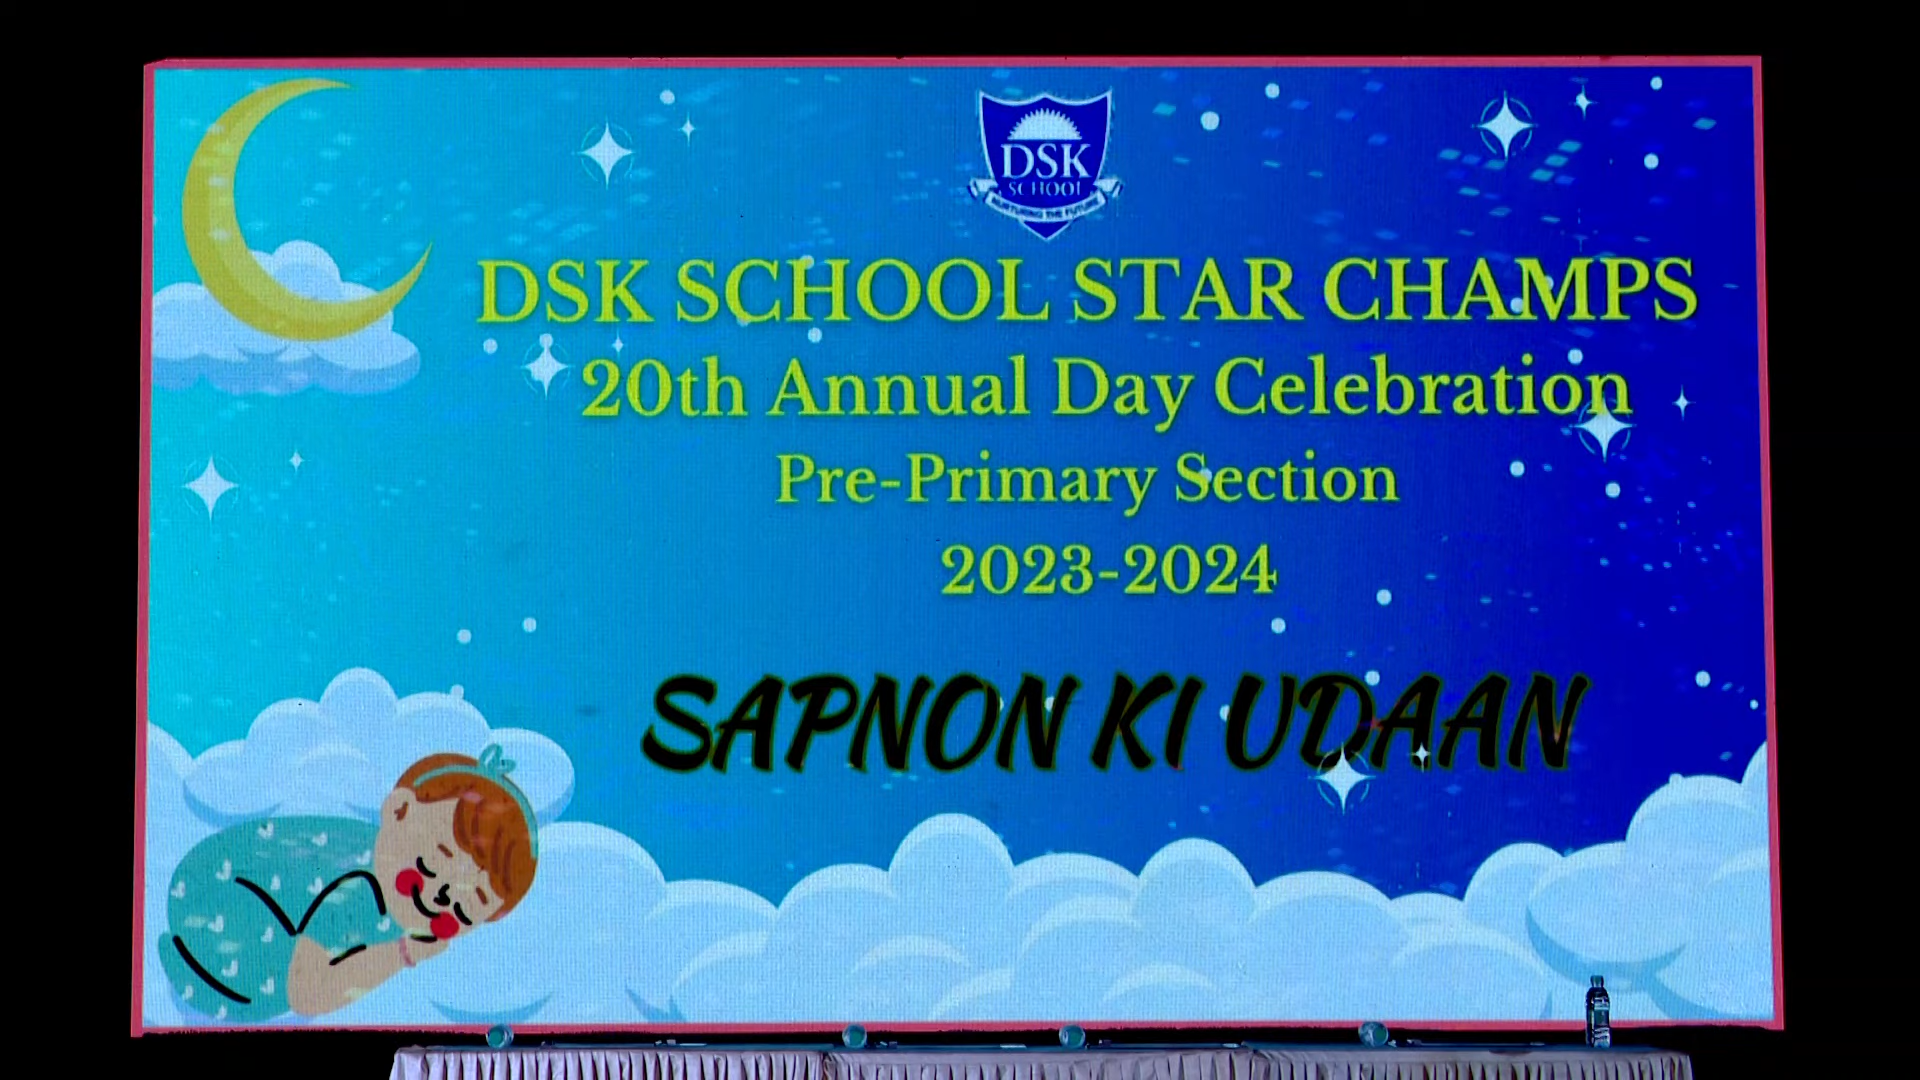 DSK
SCHOOL
NURTURING THE FUTURE
DSK SCHOOL STAR CHAMPS
20th Annual Day Celebration
Pre-Primary Section
2023-2024
SAPNON KI UDAAN